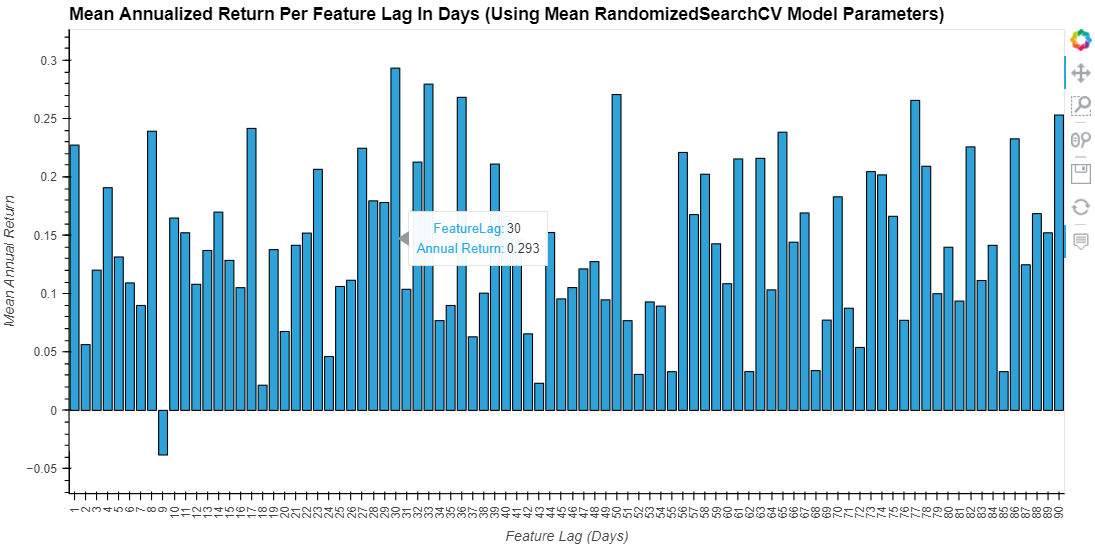 Mean Annualized Return Per Feature Lag In Days (Using Mean RandomizedSearchCV Model Parameters)
0.3
0.25
0.2
0.15
0.1
0.05
0
−0.05
Mean Annual Return
FeatureLag: 30
Annual Return: 0.293
1 2 3 4 5 6 7 8 9 10 11 12 13 14 15 16 17 18 19 20 21 22 23 24 25 26 27 28 29 30 31 32 33 34 35 36 37 38 39 40 41 42 43 44 45 46 47 48 49 50 51 52 53 54 55 56 57 58 59 60 61 62 63 64 65 66 67 68 69 70 71 72 73 74 75 76 77 78 79 80 81 82 83 84 85 86 87 88 89 90
Feature Lag (Days)